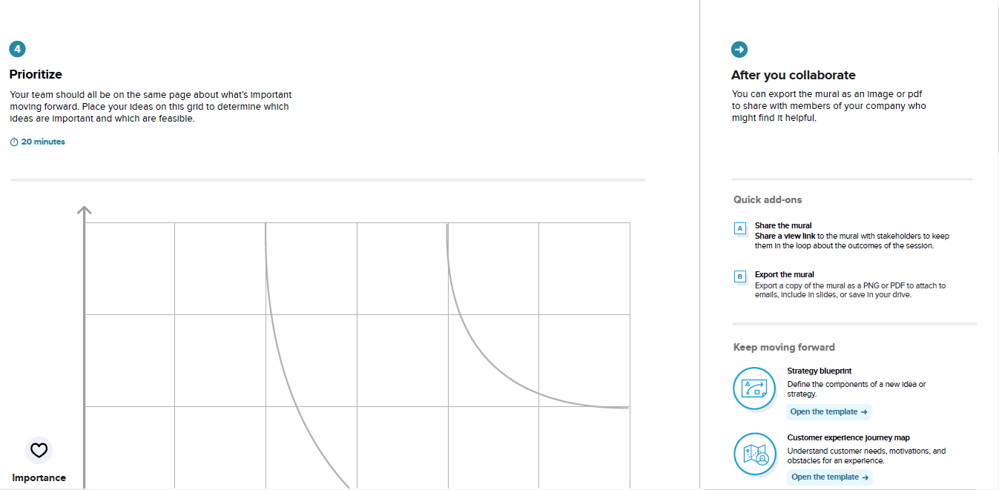 4
Prioritize
Your team should all be on the same page about what's important
moving forward. Place your ideas on this grid to determine which
ideas are important and which are feasible.
20 minutes
Importance
After you collaborate
You can export the mural as an image or pdf
to share with members of your company who
might find it helpful.
Quick add-ons
A
Share the mural
Share a view link to the mural with stakeholders to keep
them in the loop about the outcomes of the session.
B
Export the mural
Export a copy of the mural as a PNG or PDF to attach to
emails, include in slides, or save in your drive.
Keep moving forward
Strategy blueprint
Define the components of a new idea or
strategy.
Open the template →
Customer experience journey map
Understand customer needs, motivations, and
obstacles for an experience.
Open the template →